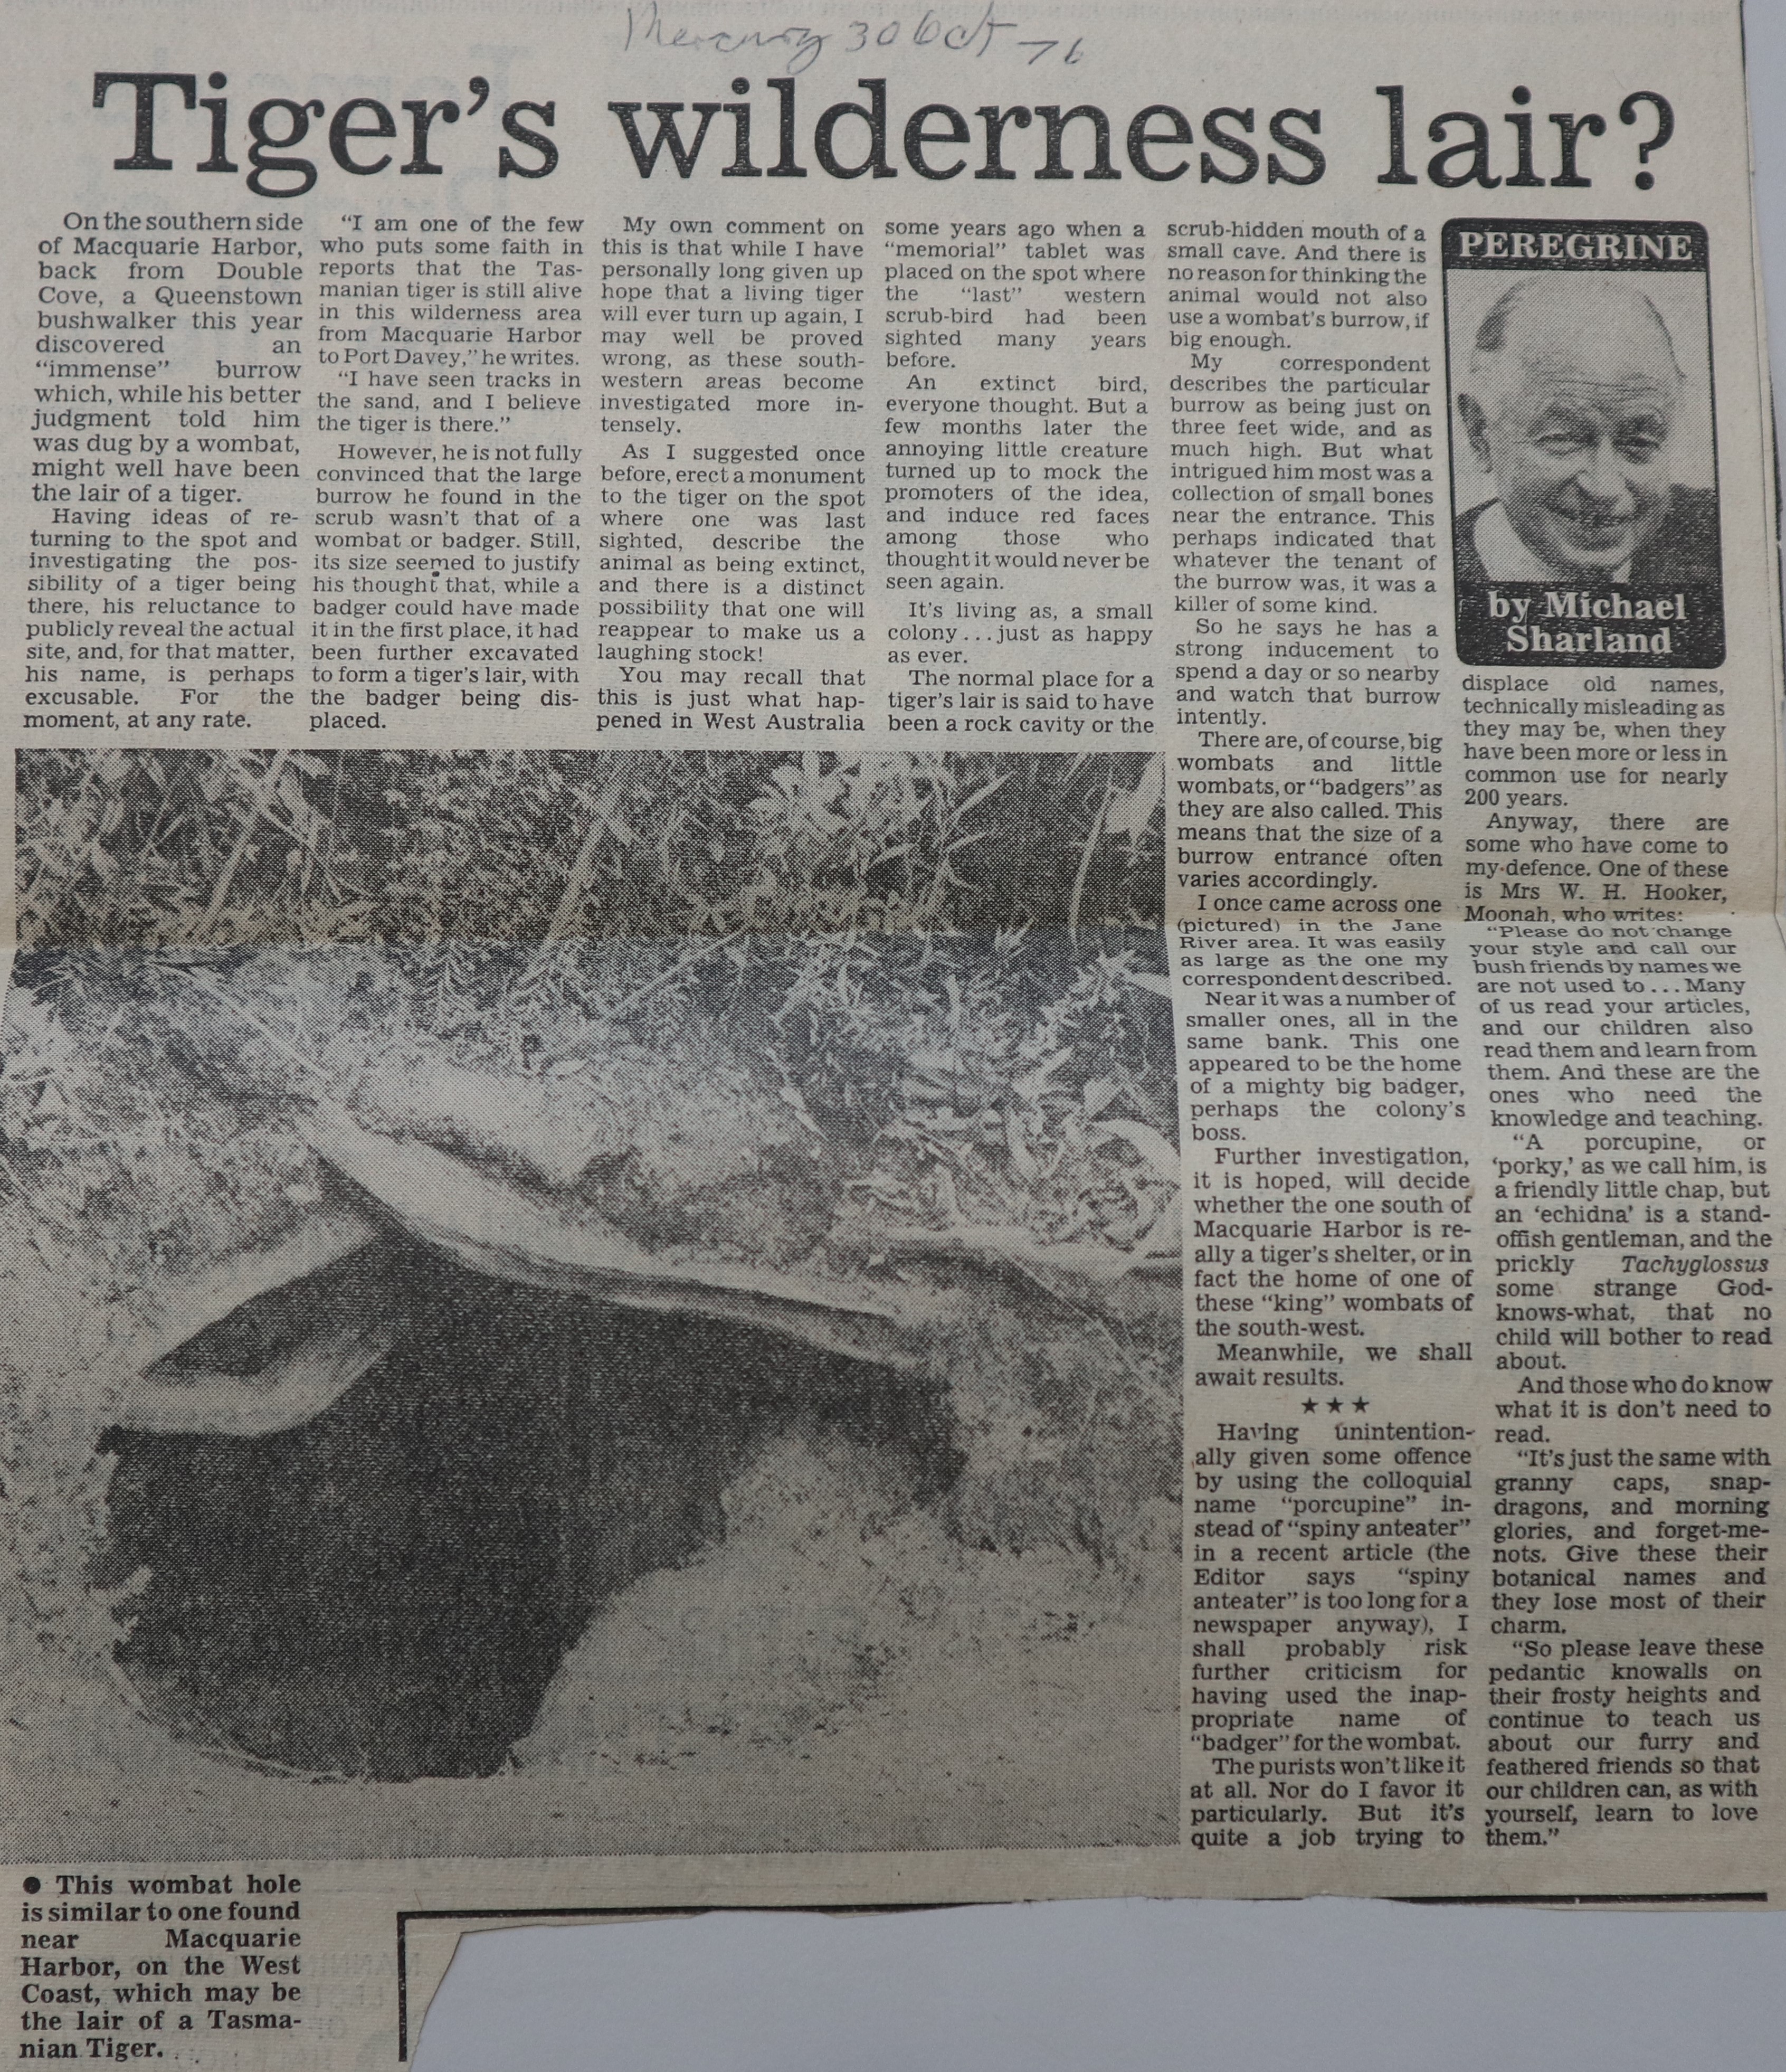 Mercury 30 Oct - 76
Tiger's wilderness lair?
On the southern side
of Macquarie Harbor,
back from Double
Cove, a Queenstown
bushwalker this year
discovered an
“immense” burrow
which, while his better
judgment told him
was dug by a wombat,
might well have been
the lair of a tiger.
Having ideas of re-
turning to the spot and
investigating the pos-
sibility of a tiger being
there, his reluctance to
publicly reveal the actual
site, and, for that matter,
his name, is perhaps
excusable. For the
moment, at any rate.
“I am one of the few
who puts some faith in
reports that the Tas-
manian tiger is still alive
in this wilderness area
from Macquarie Harbor
to Port Davey,” he writes.
“I have seen tracks in
the sand, and I believe
the tiger is there.”
However, he is not fully
convinced that the large
burrow he found in the
scrub wasn't that of a
wombat or badger. Still,
its size seemed to justify
his thought that, while a
badger could have made
it in the first place, it had
been further excavated
to form a tiger's lair, with
the badger being dis-
placed.
My own comment on
this is that while I have
personally long given up
hope that a living tiger
will ever turn up again, I
may well be proved
wrong, as these south-
western areas become
investigated more in-
tensely.
As I suggested once
before, erect a monument
to the tiger on the spot
where one was last
sighted, describe the
animal as being extinct,
and there is a distinct
possibility that one will
reappear to make us a
laughing stock!
You may recall that
this is just what hap-
pened in West Australia
some years ago when a
“memorial” tablet was
placed on the spot where
the “last” western
scrub-bird had been
sighted many years
before.
An extinct bird,
everyone thought. But a
few months later the
annoying little creature
turned up to mock the
promoters of the idea,
and induce red faces
among those who
thought it would never be
seen again.
It's living as, a small
colony...just as happy
as ever.
The normal place for a
tiger's lair is said to have
been a rock cavity or the
scrub-hidden mouth of a
small cave. And there is
no reason for thinking the
animal would not also
use a wombat's burrow, if
big enough.
My correspondent
describes the particular
burrow as being just on
three feet wide, and as
much high. But what
intrigued him most was a
collection of small bones
near the entrance. This
perhaps indicated that
whatever the tenant of
the burrow was, it was a
killer of some kind.
So he says he has a
strong inducement to
spend a day or so nearby
and watch that burrow
intently.
There are, of course, big
wombats and little
wombats, or “badgers” as
they are also called. This
means that the size of a
burrow entrance often
varies accordingly.
I once came across one
(pictured) in the Jane
River area. It was easily
as large as the one my
correspondent described.
Near it was a number of
smaller ones, all in the
same bank. This one
appeared to be the home
of a mighty big badger,
perhaps the colony's
boss.
Further investigation,
it is hoped, will decide
whether the one south of
Macquarie Harbor is re-
ally a tiger's shelter, or in
fact the home of one of
these “king” wombats of
the south-west.
Meanwhile, we shall
await results.
★★★
Having unintention-
ally given some offence
by using the colloquial
name “porcupine” in-
stead of “spiny anteater”
in a recent article (the
Editor says “spiny
anteater” is too long for a
newspaper anyway), I
shall probably risk
further criticism for
having used the inap-
propriate name of
“badger” for the wombat.
The purists won't like it
at all. Nor do I favor it
particularly. But it's
quite a job trying to
PEREGRINE
by Michael
Sharland
displace old names,
technically misleading as
they may be, when they
have been more or less in
common use for nearly
200 years.
Anyway, there are
some who have come to
my defence. One of these
is Mrs W. H. Hooker,
Moonah, who writes:
“Please do not change
your style and call our
bush friends by names we
are not used to...Many
of us read your articles,
and our children also
read them and learn from
them. And these are the
ones who need the
knowledge and teaching.
“A porcupine, or
‘porky,’ as we call him, is
a friendly little chap, but
an ‘echidna’ is a stand-
offish gentleman, and the
prickly Tachyglossus
some strange God-
knows-what, that no
child will bother to read
about.
And those who do know
what it is don't need to
read.
“It's just the same with
granny caps, snap-
dragons, and morning
glories, and forget-me-
nots. Give these their
botanical names and
they lose most of their
charm.
“So please leave these
pedantic knowalls on
their frosty heights and
continue to teach us
about our furry and
feathered friends so that
our children can, as with
yourself, learn to love
them.”
● This wombat hole
is similar to one found
near Macquarie
Harbor, on the West
Coast, which may be
the lair of a Tasma-
nian Tiger.